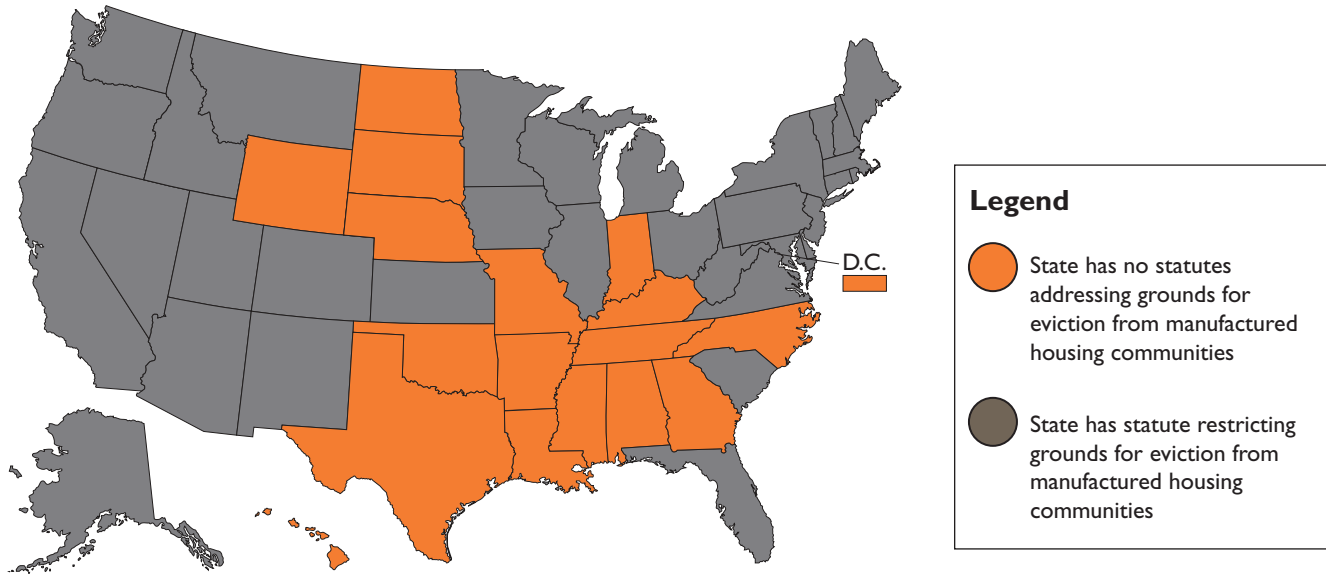 D.C.
Legend
State has no statutes
addressing grounds for
eviction from manufactured
housing communities
State has statute restricting
grounds for eviction from
manufactured housing
communities